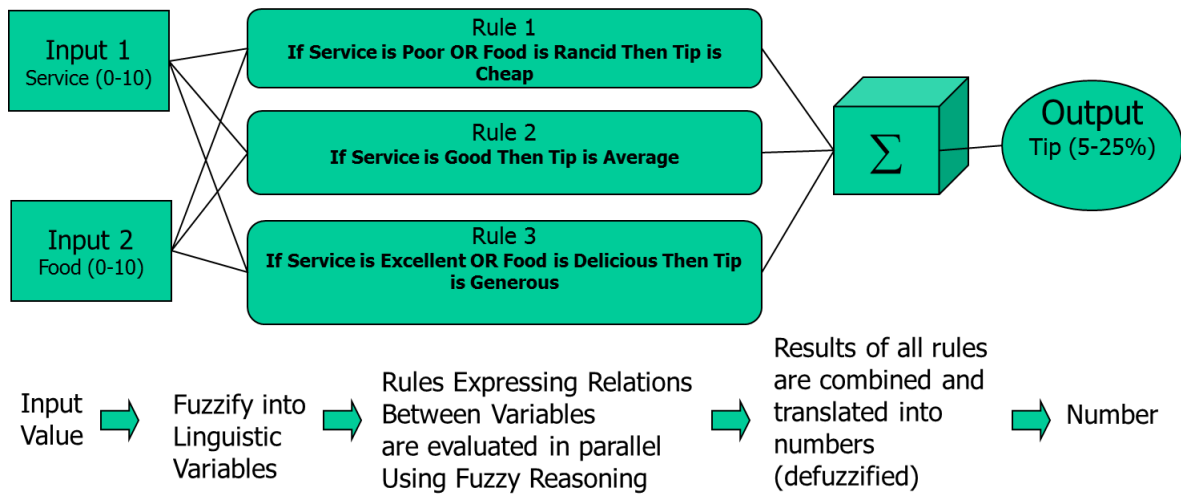 Input 1
Service (0-10)
Rule 1
If Service is Poor OR Food is Rancid Then Tip is
Cheap
Rule 2
If Service is Good Then Tip is Average
Input 2
Food (0-10)
Rule 3
If Service is Excellent OR Food is Delicious Then Tip
is Generous
Σ
Output
Tip (5-25%)
Input
Value
Fuzzify into
Linguistic
Variables
Rules Expressing Relations
Between Variables
are evaluated in parallel
Using Fuzzy Reasoning
Results of all rules
are combined and
translated into
numbers
(defuzzified)
Number